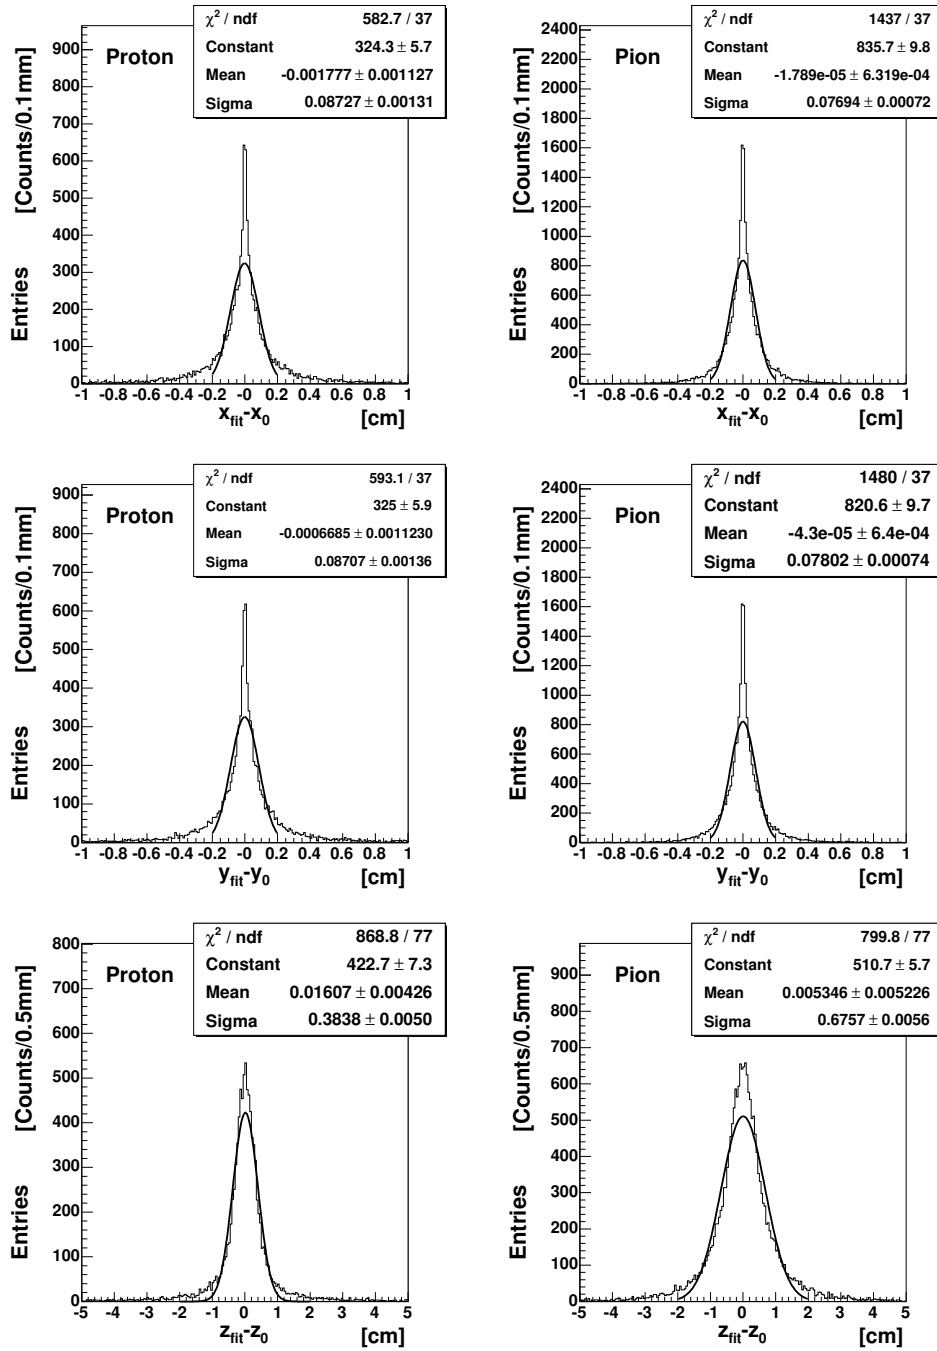 χ² / ndf 582.7 / 37
Constant 324.3 ± 5.7
Mean -0.001777 ± 0.001127
Sigma 0.08727 ± 0.00131
Proton
Entries [Counts/0.1mm]
900
800
700
600
500
400
300
200
100
0
-1 -0.8 -0.6 -0.4 -0.2 -0 0.2 0.4 0.6 0.8 1
xfit-x0 [cm]
χ² / ndf 1437 / 37
Constant 835.7 ± 9.8
Mean -1.789e-05 ± 6.319e-04
Sigma 0.07694 ± 0.00072
Pion
Entries [Counts/0.1mm]
2400
2200
2000
1800
1600
1400
1200
1000
800
600
400
200
0
-1 -0.8 -0.6 -0.4 -0.2 -0 0.2 0.4 0.6 0.8 1
xfit-x0 [cm]
χ² / ndf 593.1 / 37
Constant 325 ± 5.9
Mean -0.0006685 ± 0.0011230
Sigma 0.08707 ± 0.00136
Proton
Entries [Counts/0.1mm]
900
800
700
600
500
400
300
200
100
0
-1 -0.8 -0.6 -0.4 -0.2 -0 0.2 0.4 0.6 0.8 1
yfit-y0 [cm]
χ² / ndf 1480 / 37
Constant 820.6 ± 9.7
Mean -4.3e-05 ± 6.4e-04
Sigma 0.07802 ± 0.00074
Pion
Entries [Counts/0.1mm]
2400
2200
2000
1800
1600
1400
1200
1000
800
600
400
200
0
-1 -0.8 -0.6 -0.4 -0.2 -0 0.2 0.4 0.6 0.8 1
yfit-y0 [cm]
χ² / ndf 868.8 / 77
Constant 422.7 ± 7.3
Mean 0.01607 ± 0.00426
Sigma 0.3838 ± 0.0050
Proton
Entries [Counts/0.5mm]
800
700
600
500
400
300
200
100
0
-5 -4 -3 -2 -1 0 1 2 3 4 5
zfit-z0 [cm]
χ² / ndf 799.8 / 77
Constant 510.7 ± 5.7
Mean 0.005346 ± 0.005226
Sigma 0.6757 ± 0.0056
Pion
Entries [Counts/0.5mm]
900
800
700
600
500
400
300
200
100
0
-5 -4 -3 -2 -1 0 1 2 3 4 5
zfit-z0 [cm]